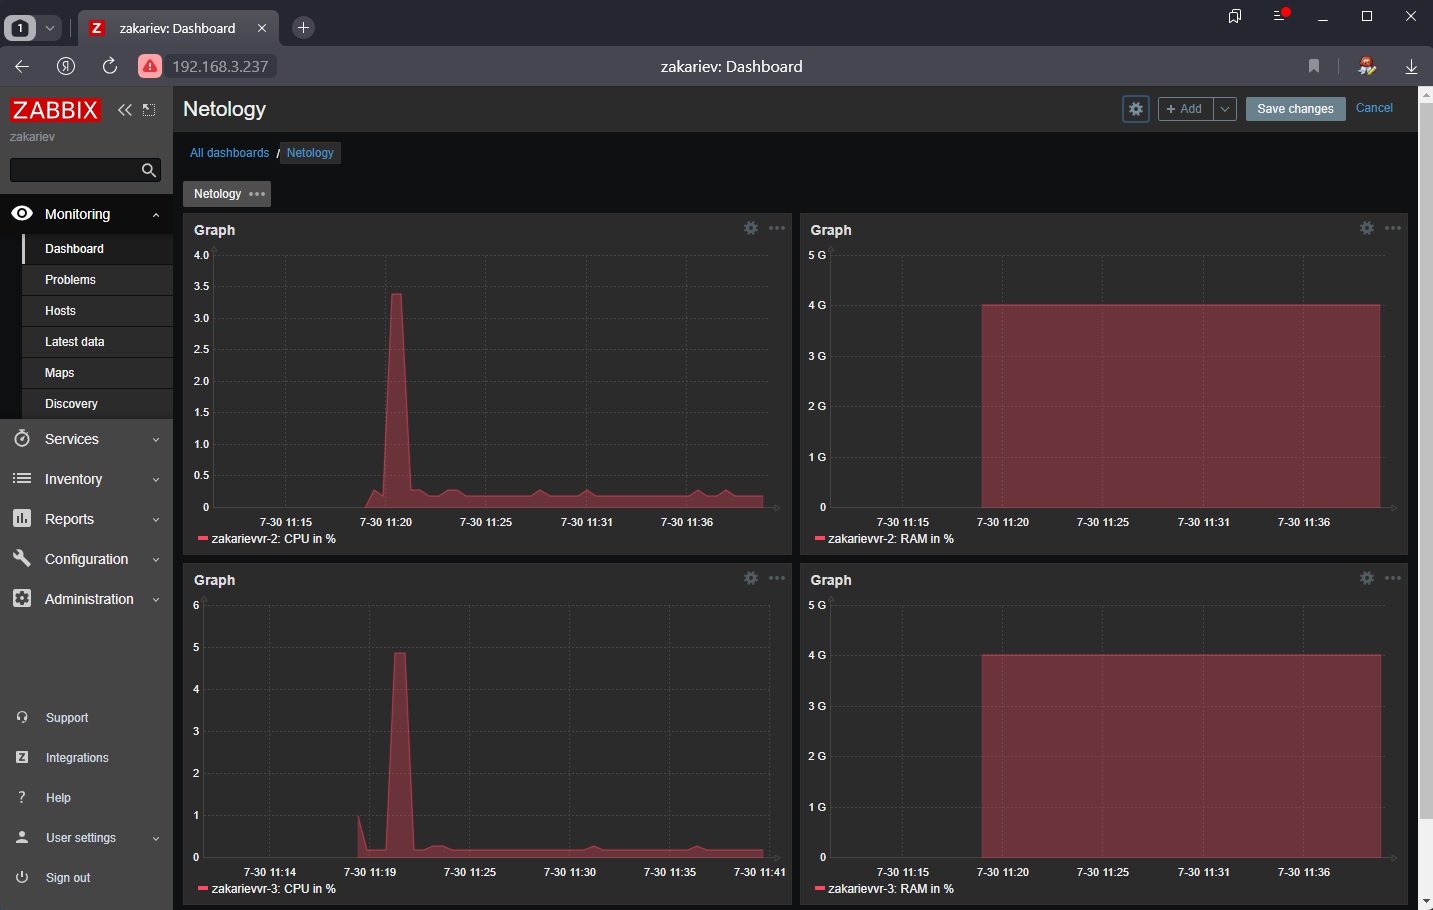 1
zakariev: Dashboard
192.168.3.237
zakariev: Dashboard
ZABBIX
zakariev
Monitoring
Dashboard
Problems
Hosts
Latest data
Maps
Discovery
Services
Inventory
Reports
Configuration
Administration
Support
Integrations
Help
User settings
Sign out
Netology
+ Add
Save changes
Cancel
All dashboards / Netology
Netology
Graph
4.0
3.5
3.0
2.5
2.0
1.5
1.0
0.5
0
7-30 11:15 7-30 11:20 7-30 11:25 7-30 11:31 7-30 11:36
zakarievvr-2: CPU in %
Graph
5 G
4 G
3 G
2 G
1 G
0
7-30 11:15 7-30 11:20 7-30 11:25 7-30 11:31 7-30 11:36
zakarievvr-2: RAM in %
Graph
6
5
4
3
2
1
0
7-30 11:14 7-30 11:19 7-30 11:25 7-30 11:30 7-30 11:35 7-30 11:41
zakarievvr-3: CPU in %
Graph
5 G
4 G
3 G
2 G
1 G
0
7-30 11:15 7-30 11:20 7-30 11:25 7-30 11:31 7-30 11:36
zakarievvr-3: RAM in %